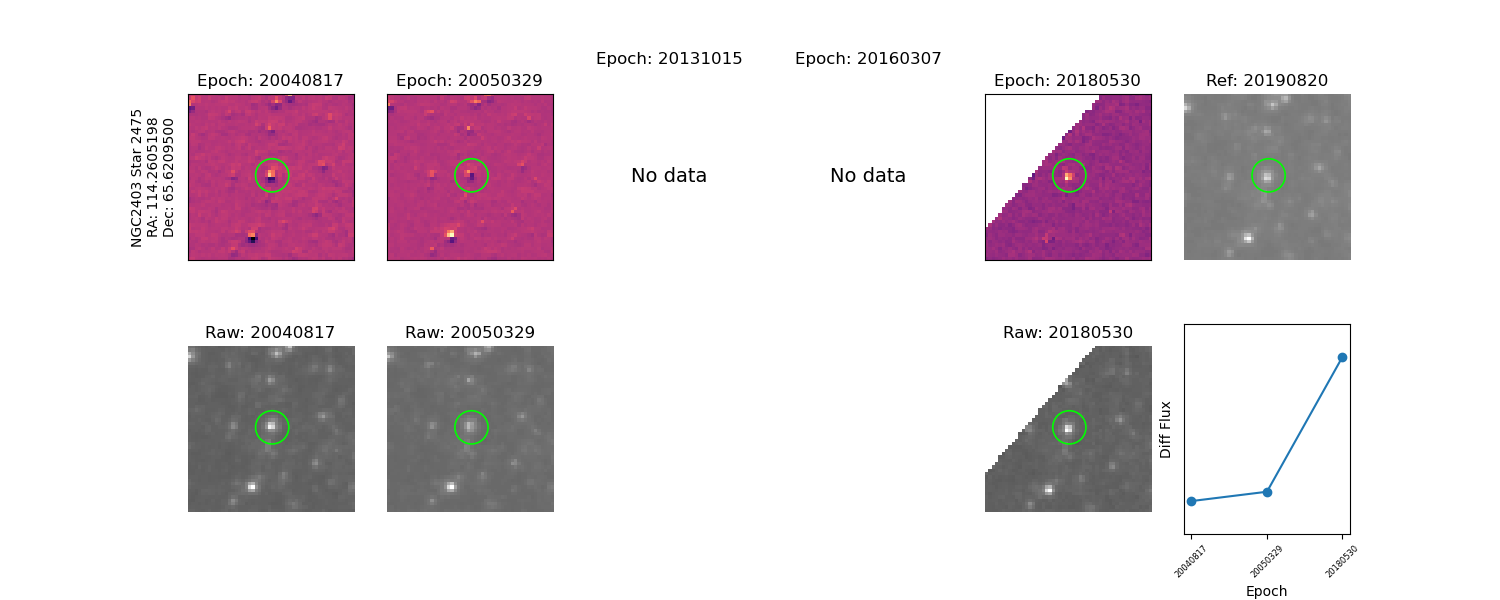 Epoch: 20131015
Epoch: 20160307
Epoch: 20040817
Epoch: 20050329
Epoch: 20180530
Ref: 20190820
NGC2403 Star 2475
RA: 114.2605198
Dec: 65.6209500
No data
No data
Raw: 20040817
Raw: 20050329
Raw: 20180530
Diff Flux
20040817
20050329
20180530
Epoch